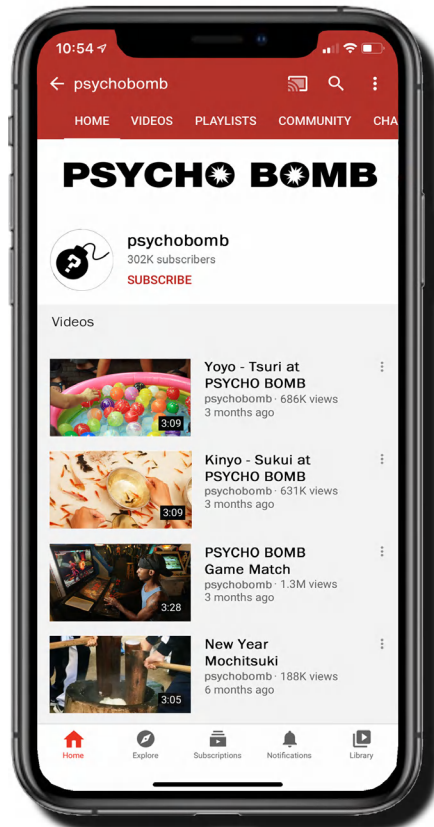 10:54
psychobomb
HOME VIDEOS PLAYLISTS COMMUNITY CHA
PSYCHO BOMB
?
psychobomb
302K subscribers
SUBSCRIBE
Videos
3:09
Yoyo - Tsuri at
PSYCHO BOMB
psychobomb · 686K views
3 months ago
3:09
Kinyo - Sukui at
PSYCHO BOMB
psychobomb · 631K views
3 months ago
3:28
PSYCHO BOMB
Game Match
psychobomb · 1.3M views
3 months ago
3:05
New Year
Mochitsuki
psychobomb · 188K views
6 months ago
Home Explore Subscriptions Notifications Library